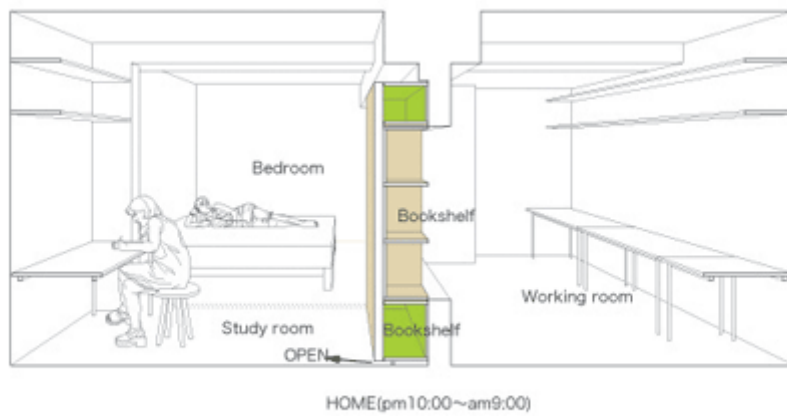 Bedroom
Bookshelf
Working room
Study room
Bookshelf
OPEN
HOME(pm10:00～am9:00)